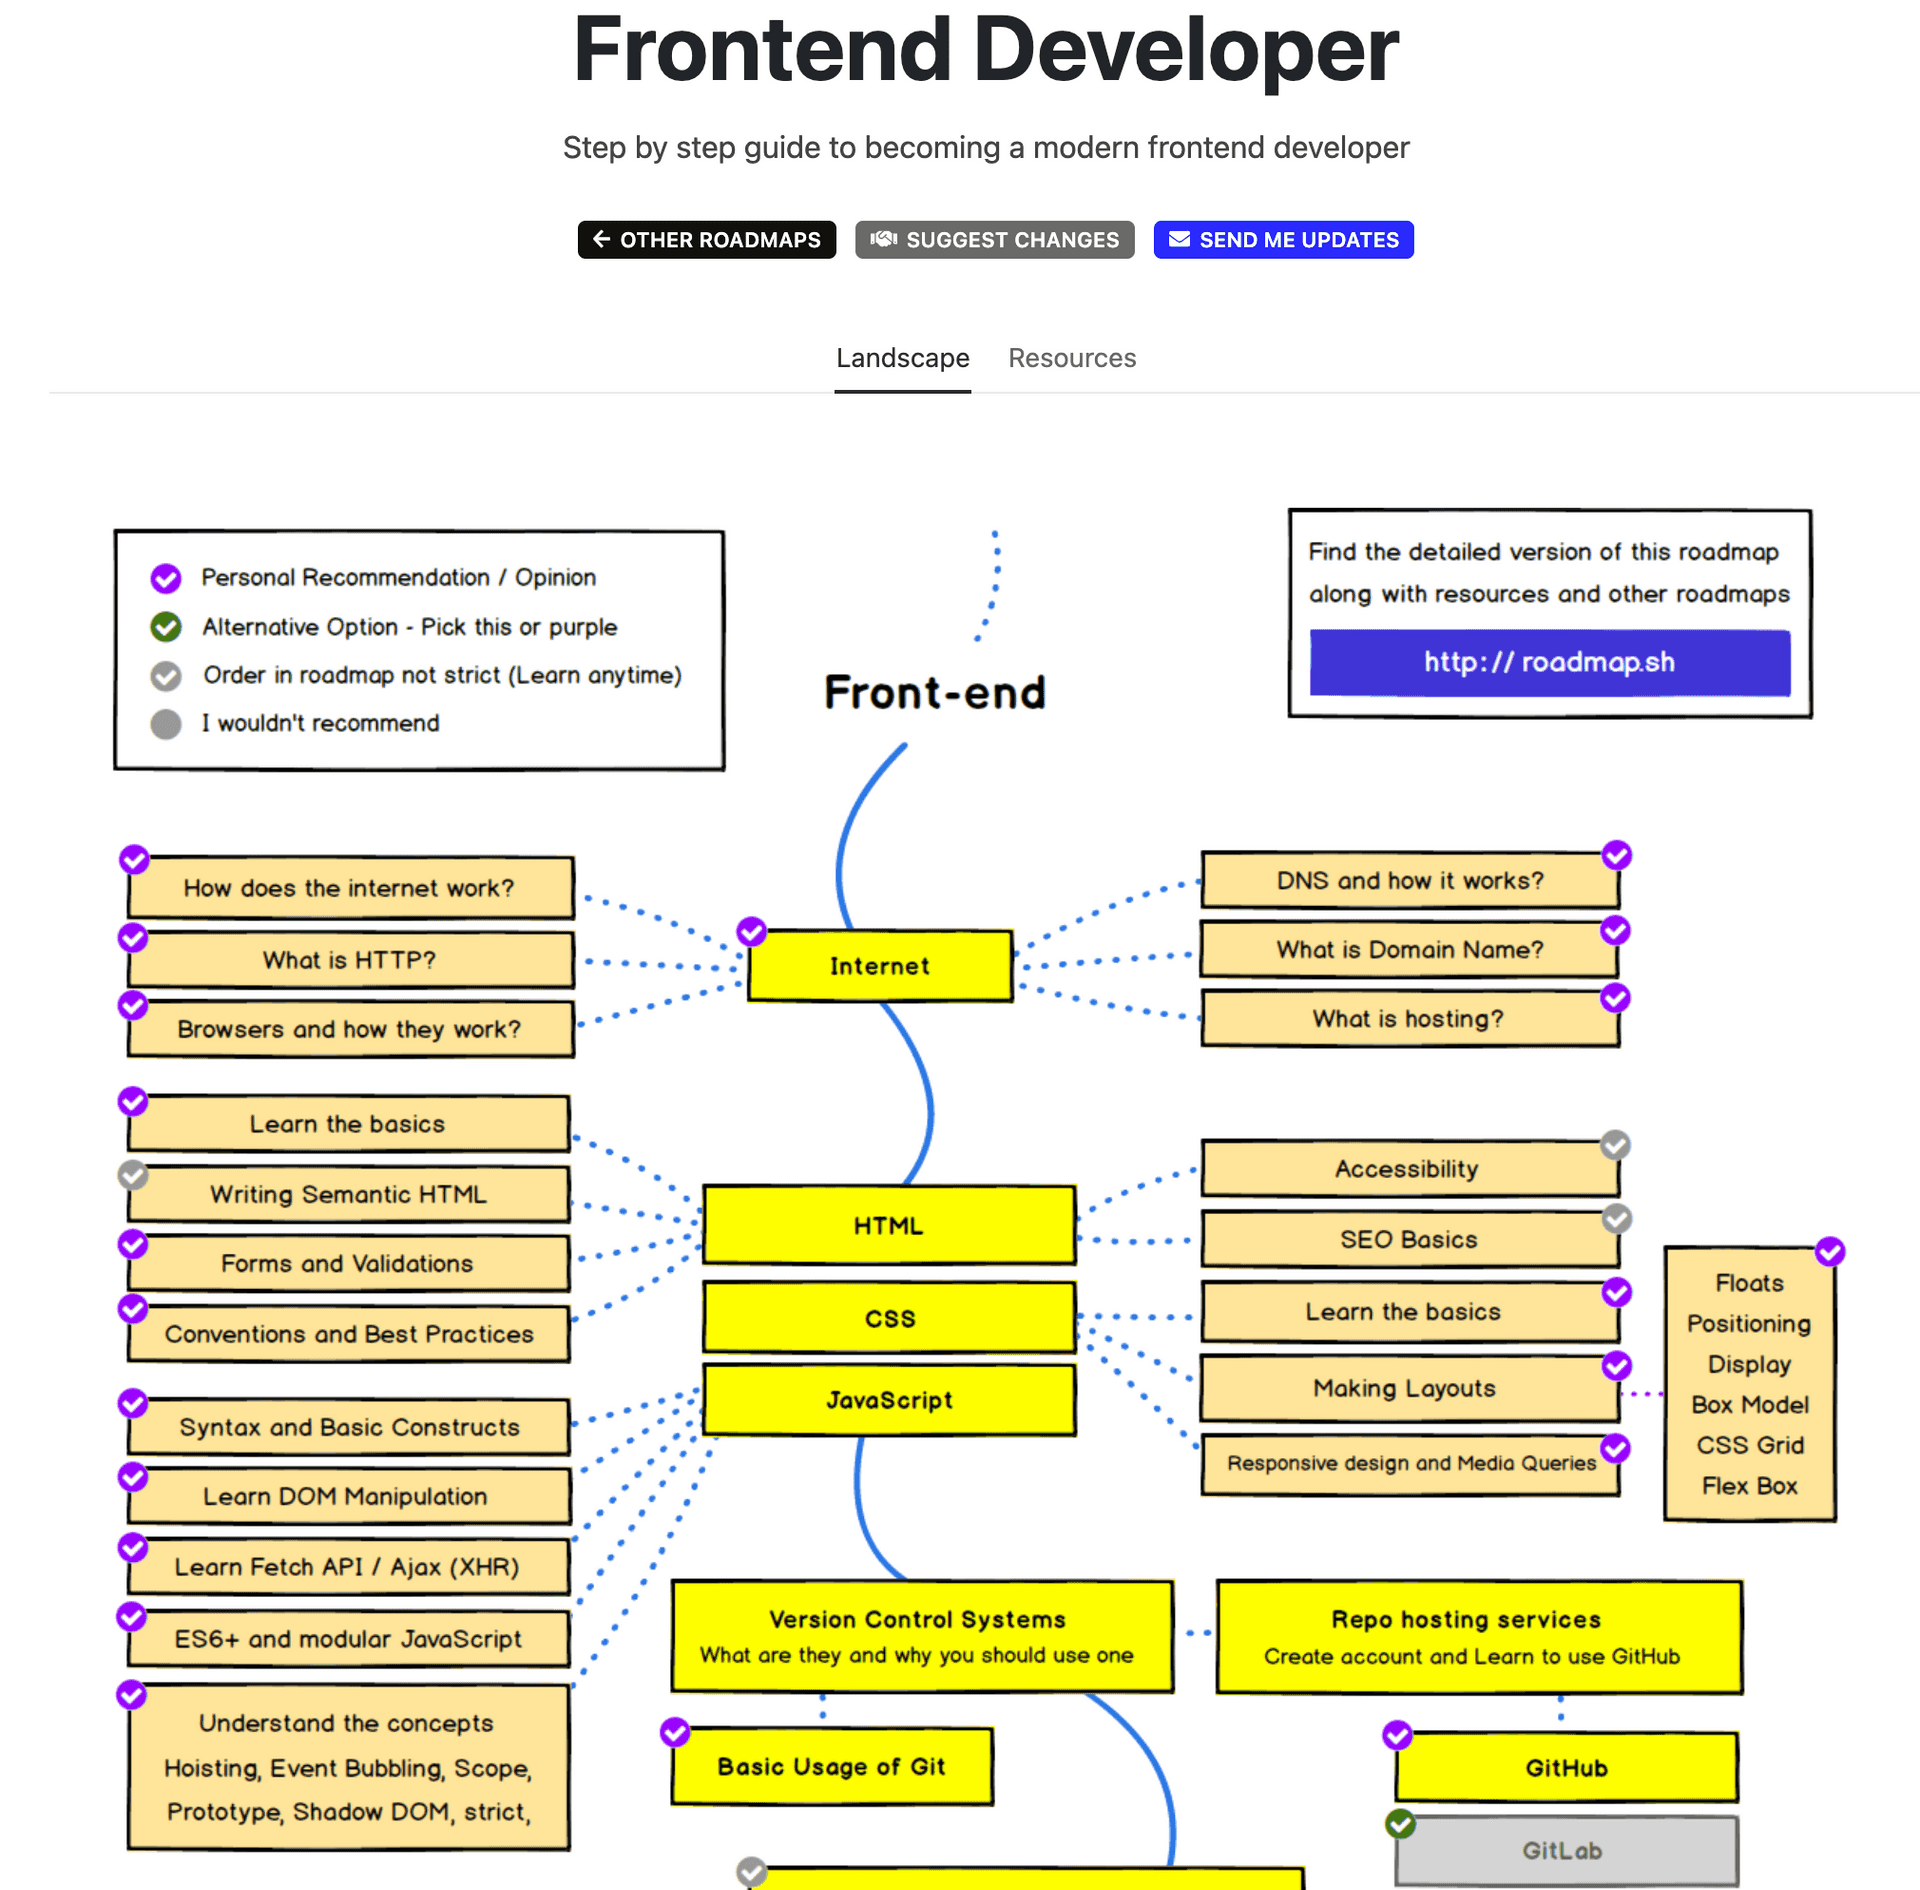 Frontend Developer
Step by step guide to becoming a modern frontend developer
OTHER ROADMAPS
SUGGEST CHANGES
SEND ME UPDATES
Landscape
Resources
Personal Recommendation / Opinion
Alternative Option - Pick this or purple
Order in roadmap not strict (Learn anytime)
I wouldn't recommend
Find the detailed version of this roadmap
along with resources and other roadmaps
http:// roadmap.sh
Front-end
How does the internet work?
What is HTTP?
Browsers and how they work?
Internet
DNS and how it works?
What is Domain Name?
What is hosting?
Learn the basics
Writing Semantic HTML
Forms and Validations
Conventions and Best Practices
HTML
CSS
JavaScript
Accessibility
SEO Basics
Learn the basics
Making Layouts
Responsive design and Media Queries
Floats
Positioning
Display
Box Model
CSS Grid
Flex Box
Syntax and Basic Constructs
Learn DOM Manipulation
Learn Fetch API / Ajax (XHR)
ES6+ and modular JavaScript
Understand the concepts
Hoisting, Event Bubbling, Scope,
Prototype, Shadow DOM, strict,
Version Control Systems
What are they and why you should use one
Repo hosting services
Create account and Learn to use GitHub
Basic Usage of Git
GitHub
GitLab